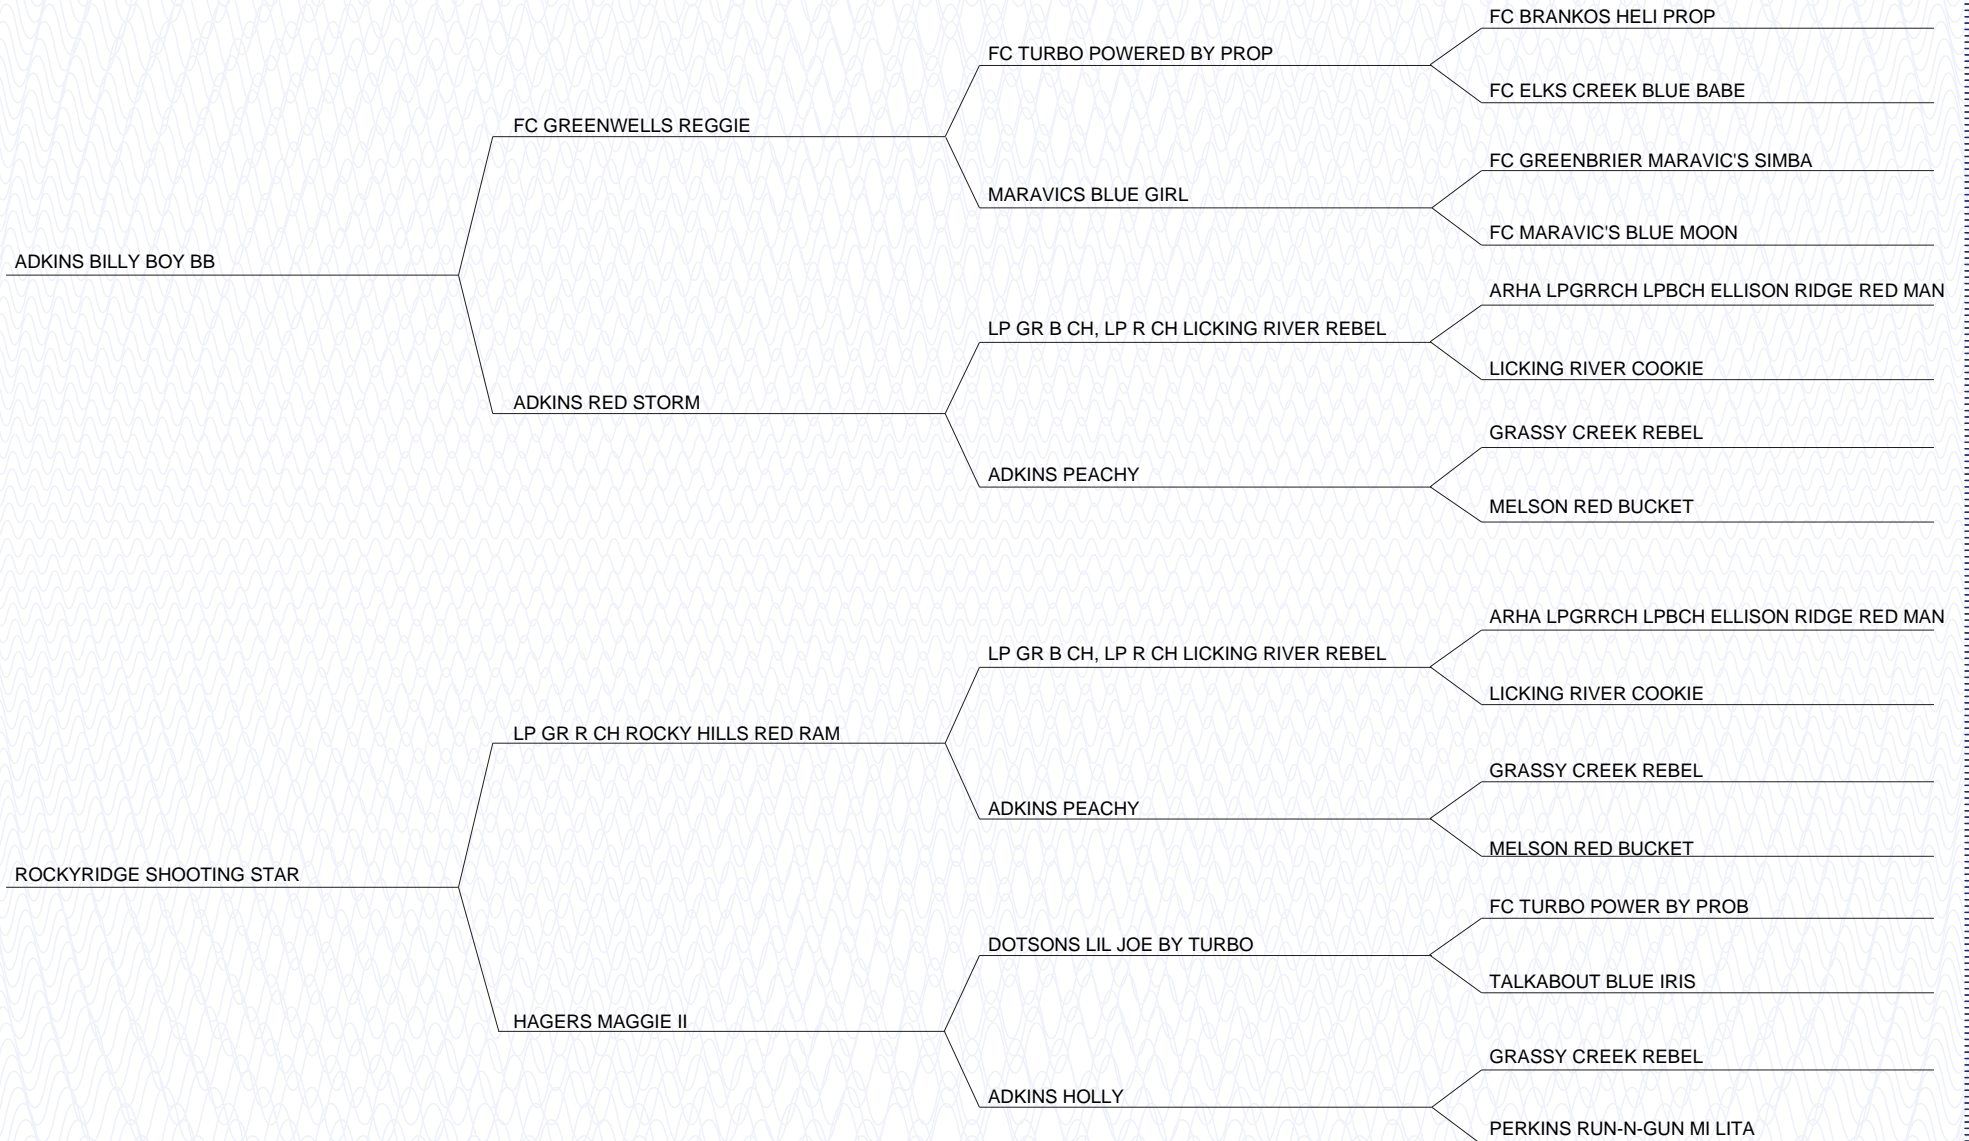 FC BRANKOS HELI PROP
FC TURBO POWERED BY PROP
FC ELKS CREEK BLUE BABE
FC GREENWELLS REGGIE
FC GREENBRIER MARAVIC'S SIMBA
MARAVICS BLUE GIRL
FC MARAVIC'S BLUE MOON
ADKINS BILLY BOY BB
ARHA LPGRRCH LPBCH ELLISON RIDGE RED MAN
LP GR B CH, LP R CH LICKING RIVER REBEL
LICKING RIVER COOKIE
ADKINS RED STORM
GRASSY CREEK REBEL
ADKINS PEACHY
MELSON RED BUCKET
ARHA LPGRRCH LPBCH ELLISON RIDGE RED MAN
LP GR B CH, LP R CH LICKING RIVER REBEL
LICKING RIVER COOKIE
LP GR R CH ROCKY HILLS RED RAM
GRASSY CREEK REBEL
ADKINS PEACHY
MELSON RED BUCKET
ROCKYRIDGE SHOOTING STAR
FC TURBO POWER BY PROB
DOTSONS LIL JOE BY TURBO
TALKABOUT BLUE IRIS
HAGERS MAGGIE II
GRASSY CREEK REBEL
ADKINS HOLLY
PERKINS RUN-N-GUN MI LITA